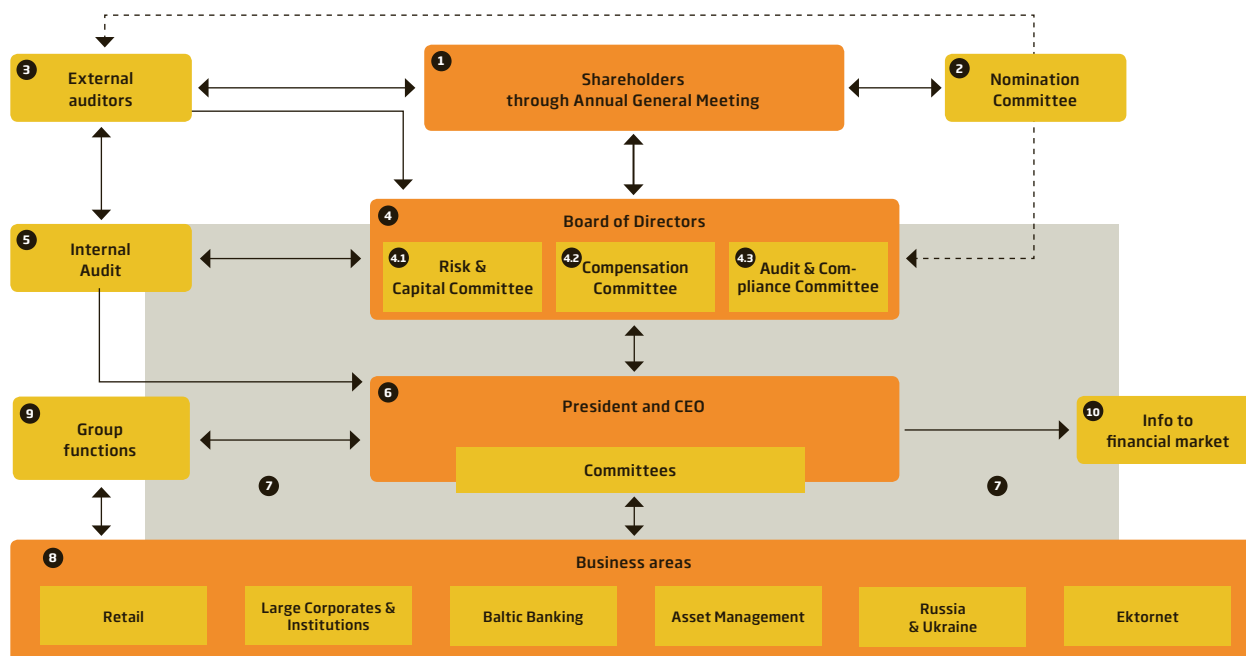 3
External
auditors
1
Shareholders
through Annual General Meeting
2
Nomination
Committee
4
Board of Directors
4.1
Risk &
Capital Committee
4.2
Compensation
Committee
4.3
Audit & Com-
pliance Committee
5
Internal
Audit
6
President and CEO
Committees
9
Group
functions
10
Info to
financial market
7
7
8
Business areas
Retail
Large Corporates &
Institutions
Baltic Banking
Asset Management
Russia
& Ukraine
Ektornet